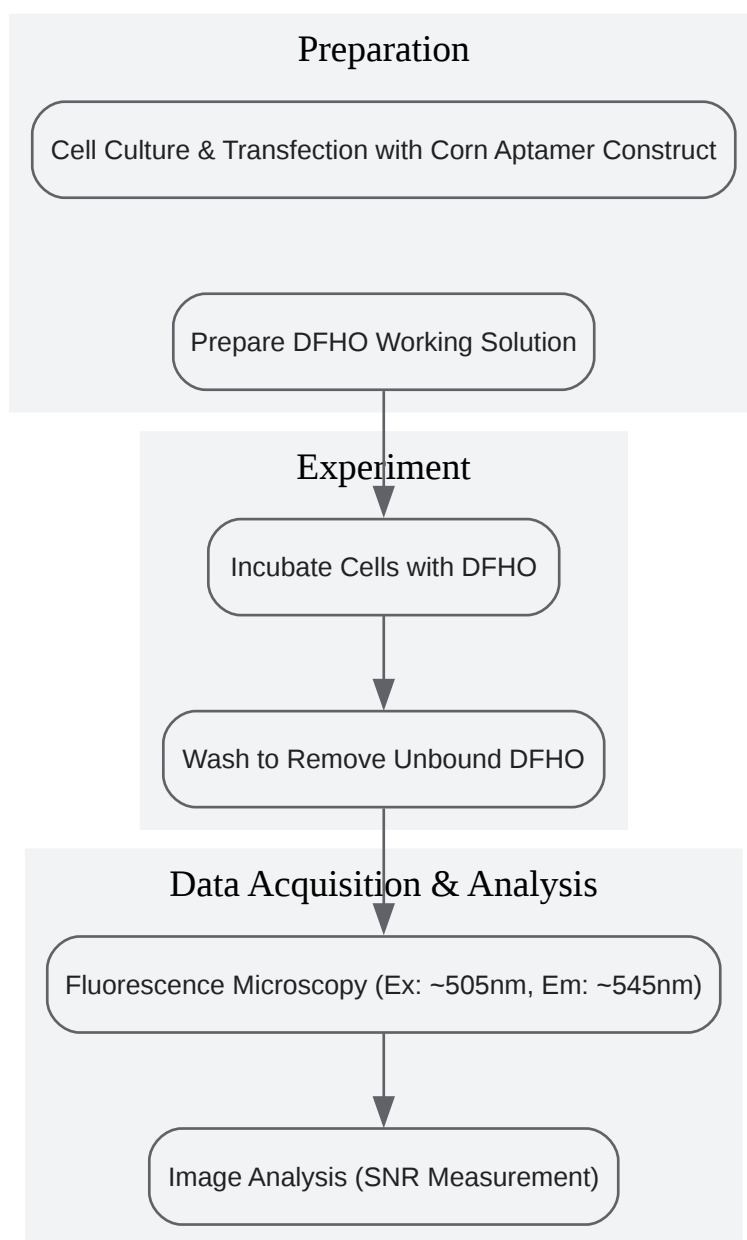 Preparation
Cell Culture & Transfection with Corn Aptamer Construct
Prepare DFHO Working Solution
Experiment
Incubate Cells with DFHO
Wash to Remove Unbound DFHO
Data Acquisition & Analysis
Fluorescence Microscopy (Ex: ~505nm, Em: ~545nm)
Image Analysis (SNR Measurement)